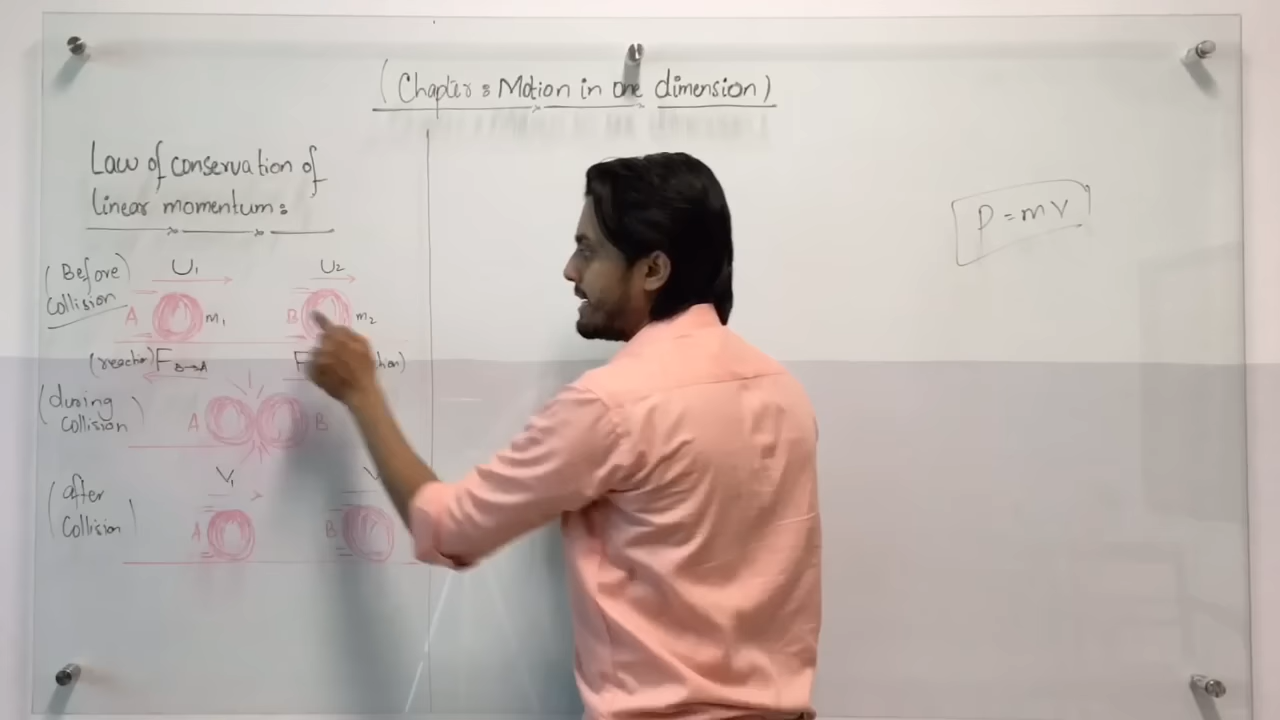 (Chapter: Motion in one dimension)
Law of conservation of
linear momentum:
P = mv
(Before
collision)
U₁
U₂
A
m₁
B
m₂
(reaction) F B→A
F
(during
collision)
A
B
(after
collision)
V₁
V
A
B